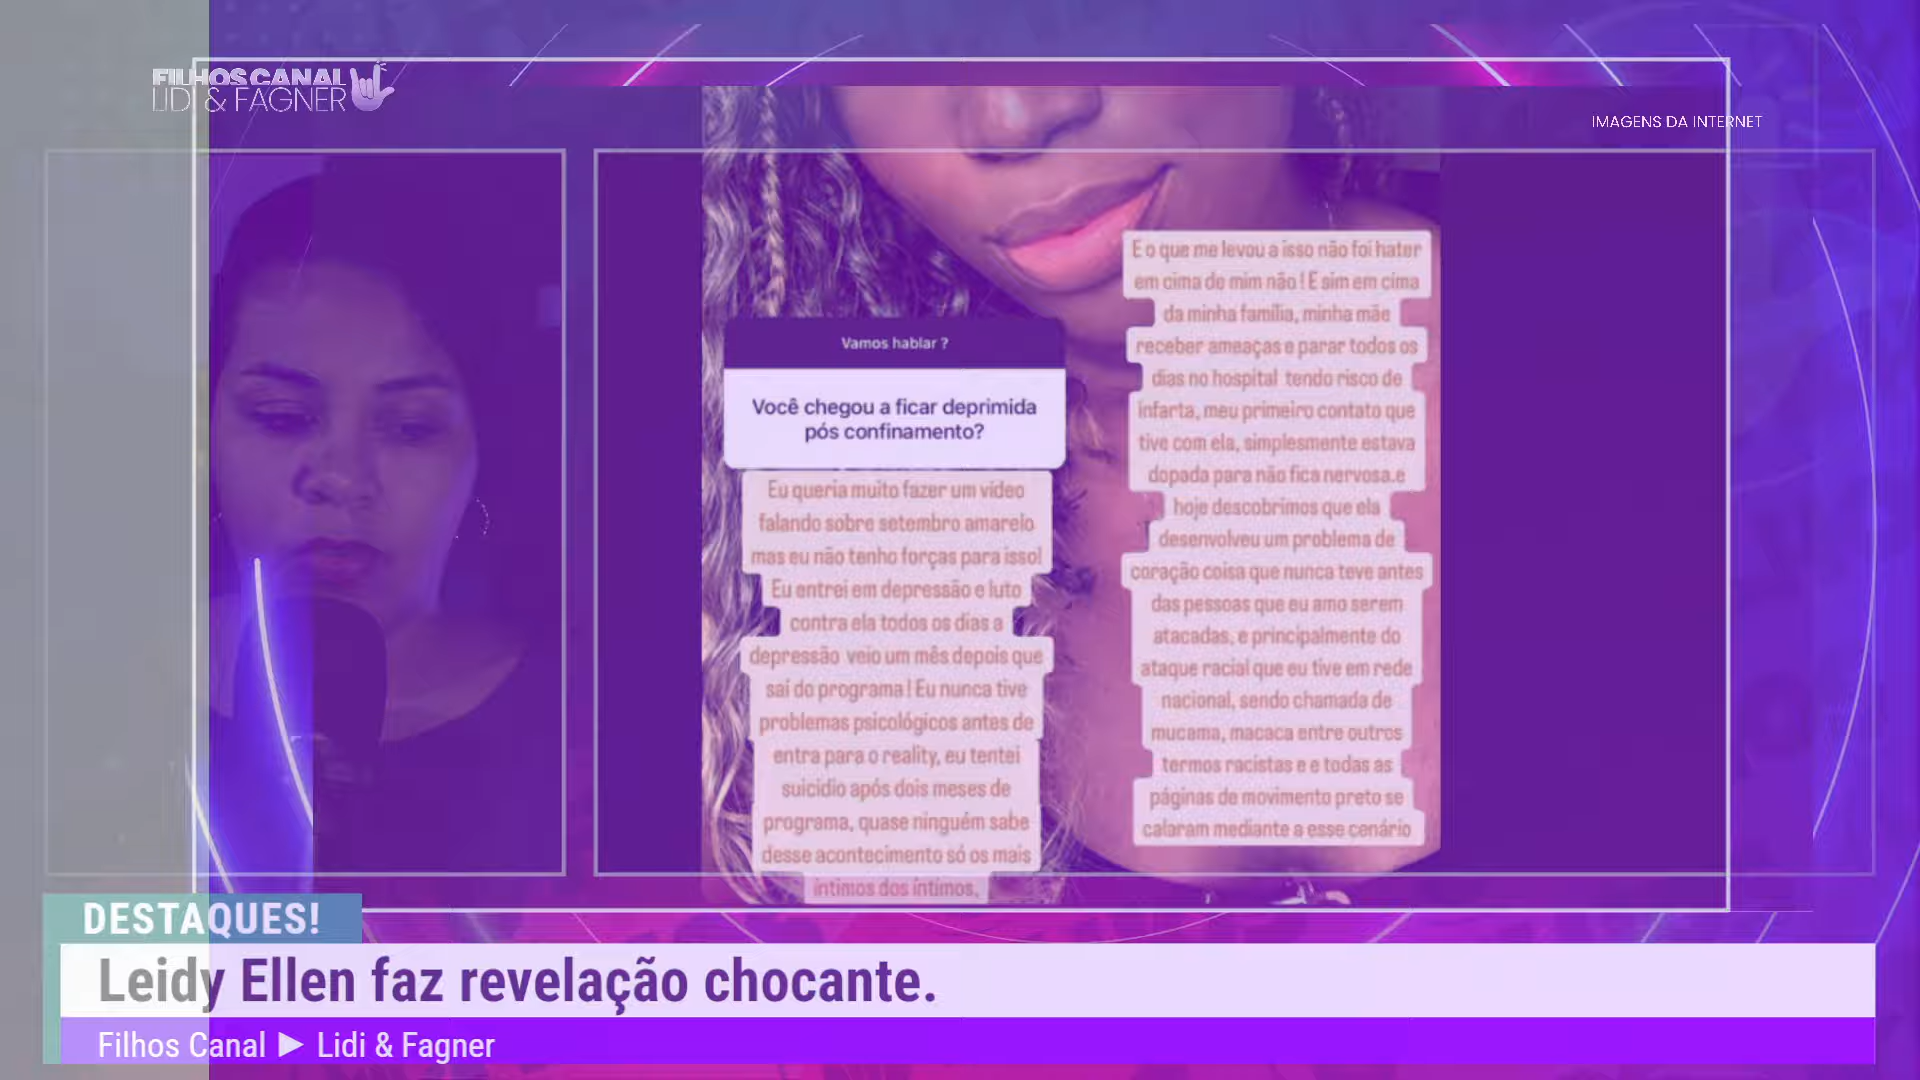 FILHOS CANAL
LIDI & FAGNER
IMAGENS DA INTERNET
Vamos hablar ?
Você chegou a ficar deprimida
pós confinamento?
Eu queria muito fazer um video
falando sobre setembro amarelo
mas eu não tenho forças para isso!
Eu entrei em depressão e luto
contra ela todos os dias a
depressão veio um mês depois que
saí do programa! Eu nunca tive
problemas psicológicos antes de
entra para o reality, eu tentei
suicidio após dois meses de
programa, quase ninguém sabe
desse acontecimento só os mais
íntimos dos íntimos,
E o que me levou a isso não foi hater
em cima de mim não! E sim em cima
da minha família, minha mãe
receber ameaças e parar todos os
dias no hospital tendo risco de
infarta, meu primeiro contato que
tive com ela, simplesmente estava
dopada para não fica nervosa.e
hoje descobrimos que ela
desenvolveu um problema de
coração coisa que nunca teve antes
das pessoas que eu amo serem
atacadas, e principalmente do
ataque racial que eu tive em rede
nacional, sendo chamada de
mucama, macaca entre outros
termos racistas e e todas as
páginas de movimento preto se
calaram mediante a esse cenário
DESTAQUES!
Leidy Ellen faz revelação chocante.
Filhos Canal ► Lidi & Fagner